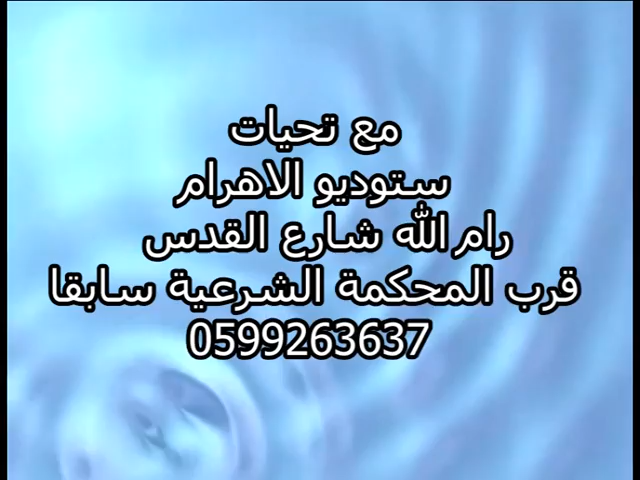 مع تحيات
ستوديو الاهرام
رام الله شارع القدس
قرب المحكمة الشرعية سابقا
0599263637